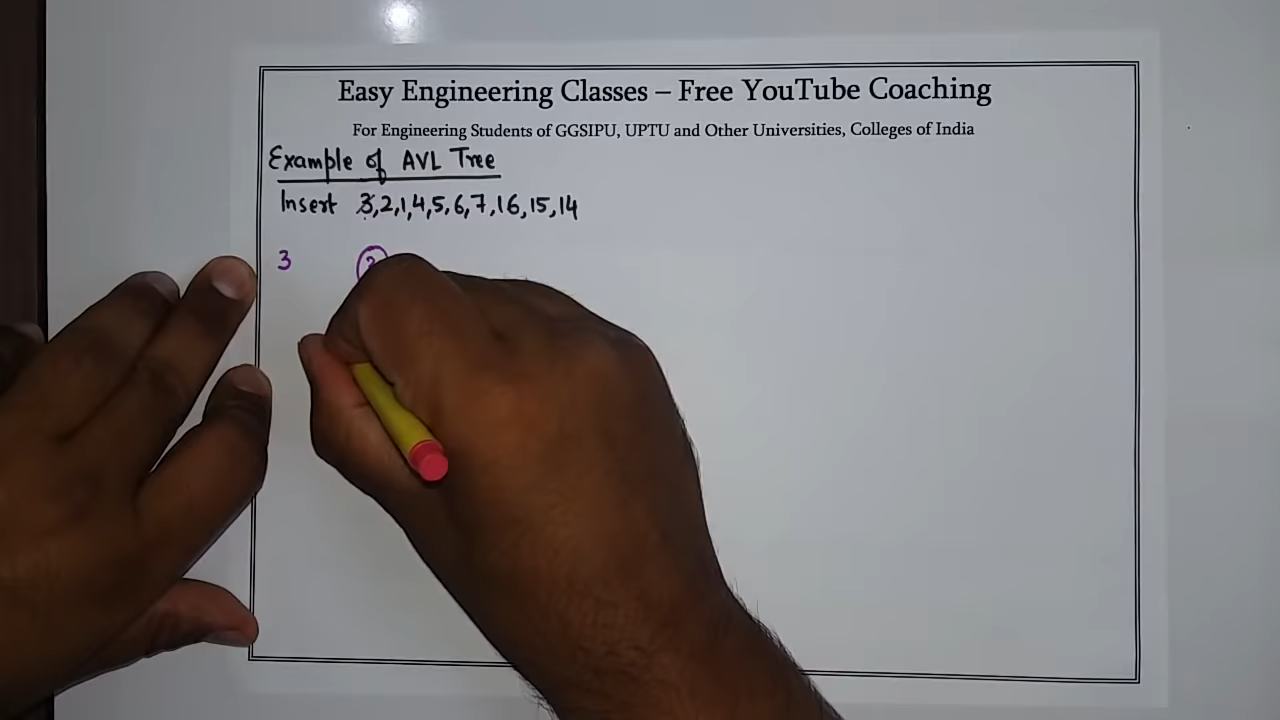 Easy Engineering Classes – Free YouTube Coaching
For Engineering Students of GGSIPU, UPTU and Other Universities, Colleges of India
Example of AVL Tree
Insert 3,2,1,4,5,6,7,16,15,14
3